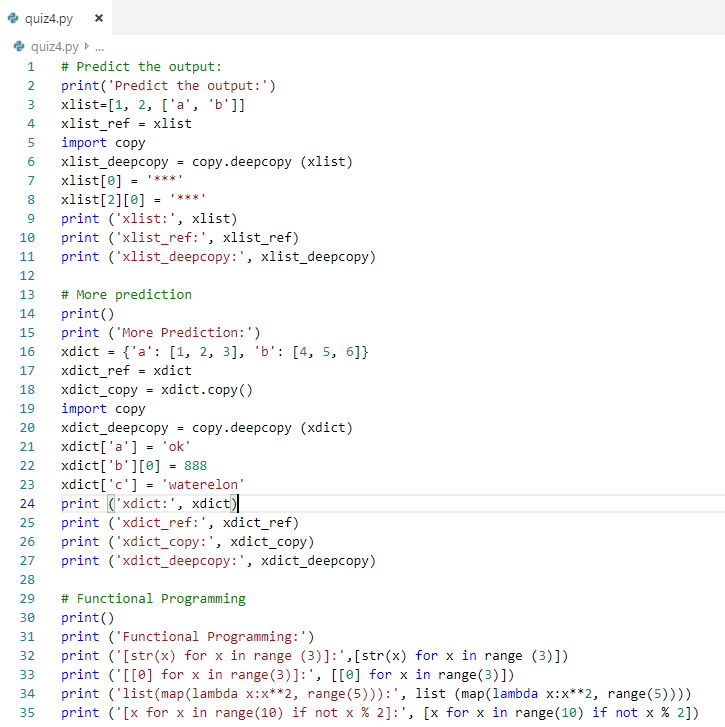 quiz4.py ×
quiz4.py > ...
1 # Predict the output:
2 print('Predict the output:')
3 xlist=[1, 2, ['a', 'b']]
4 xlist_ref = xlist
5 import copy
6 xlist_deepcopy = copy.deepcopy (xlist)
7 xlist[0] = '***'
8 xlist[2][0] = '***'
9 print ('xlist:', xlist)
10 print ('xlist_ref:', xlist_ref)
11 print ('xlist_deepcopy:', xlist_deepcopy)
12
13 # More prediction
14 print()
15 print ('More Prediction:')
16 xdict = {'a': [1, 2, 3], 'b': [4, 5, 6]}
17 xdict_ref = xdict
18 xdict_copy = xdict.copy()
19 import copy
20 xdict_deepcopy = copy.deepcopy (xdict)
21 xdict['a'] = 'ok'
22 xdict['b'][0] = 888
23 xdict['c'] = 'waterelon'
24 print ('xdict:', xdict)
25 print ('xdict_ref:', xdict_ref)
26 print ('xdict_copy:', xdict_copy)
27 print ('xdict_deepcopy:', xdict_deepcopy)
28
29 # Functional Programming
30 print()
31 print ('Functional Programming:')
32 print ('[str(x) for x in range (3)]:',[str(x) for x in range (3)])
33 print ('[[0] for x in range(3)]:', [[0] for x in range(3)])
34 print ('list(map(lambda x:x**2, range(5))):', list (map(lambda x:x**2, range(5))))
35 print ('[x for x in range(10) if not x % 2]:', [x for x in range(10) if not x % 2])